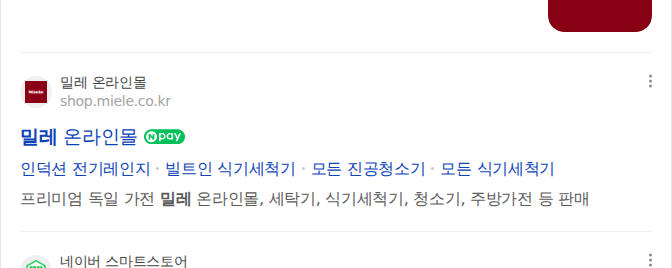 밀레 온라인몰
shop.miele.co.kr
밀레 온라인몰 N pay
인덕션 전기레인지 · 빌트인 식기세척기 · 모든 진공청소기 · 모든 식기세척기
프리미엄 독일 가전 밀레 온라인몰, 세탁기, 식기세척기, 청소기, 주방가전 등 판매
네이버 스마트스토어